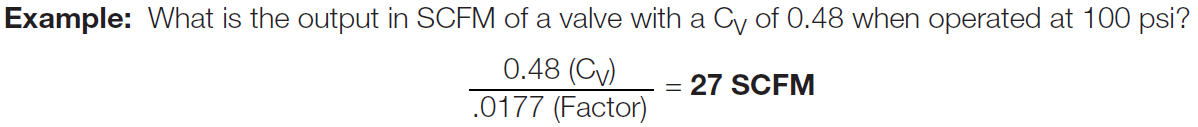 Example: What is the output in SCFM of a valve with a Cv of 0.48 when operated at 100 psi?
0.48 (Cv)
.0177 (Factor)
= 27 SCFM